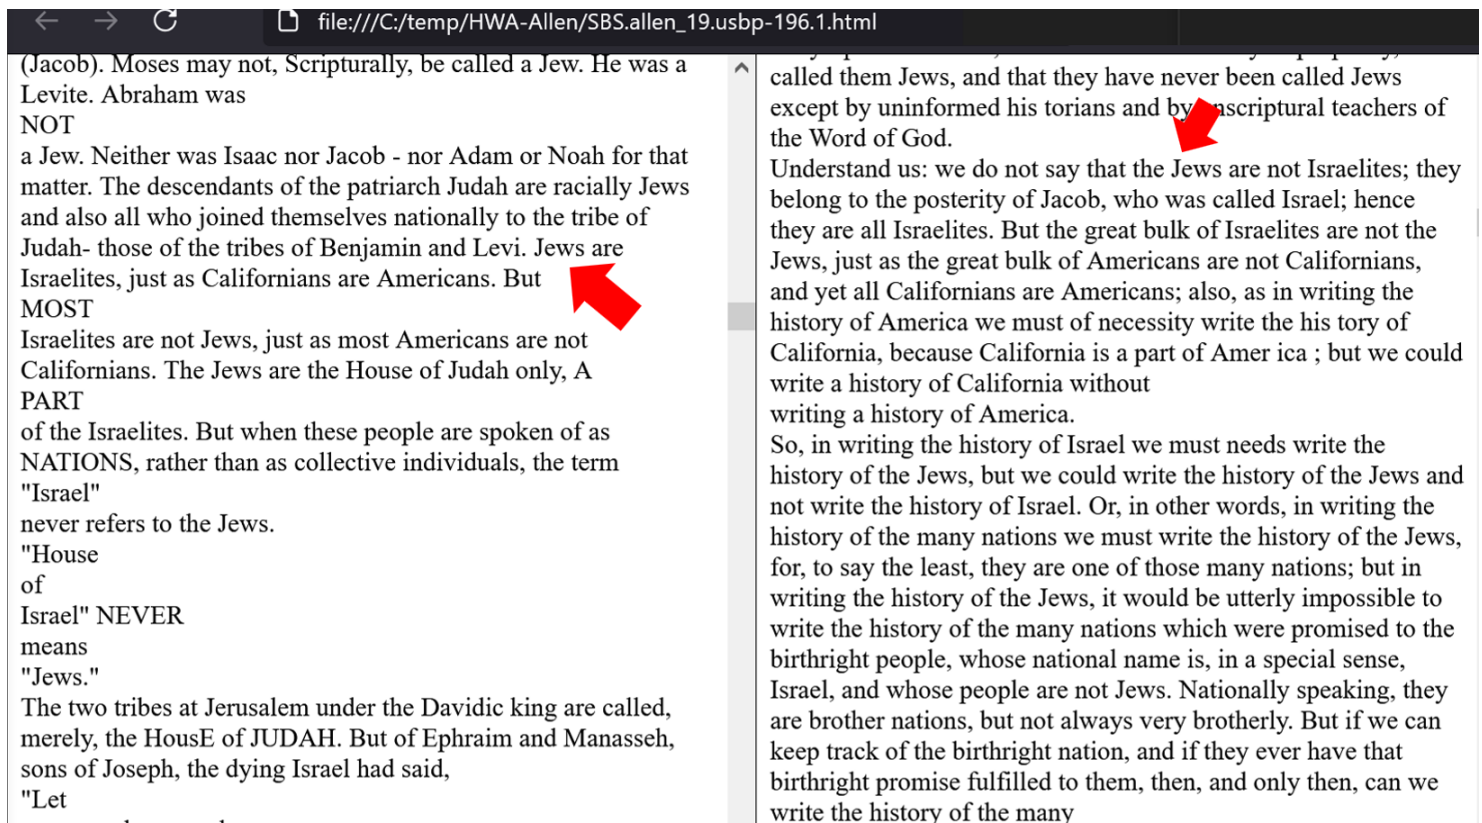 file:///C:/temp/HWA-Allen/SBS.allen_19.usbp-196.1.html
(Jacob). Moses may not, Scripturally, be called a Jew. He was a
Levite. Abraham was
NOT
a Jew. Neither was Isaac nor Jacob - nor Adam or Noah for that
matter. The descendants of the patriarch Judah are racially Jews
and also all who joined themselves nationally to the tribe of
Judah- those of the tribes of Benjamin and Levi. Jews are
Israelites, just as Californians are Americans. But
MOST
Israelites are not Jews, just as most Americans are not
Californians. The Jews are the House of Judah only, A
PART
of the Israelites. But when these people are spoken of as
NATIONS, rather than as collective individuals, the term
"Israel"
never refers to the Jews.
"House
of
Israel" NEVER
means
"Jews."
The two tribes at Jerusalem under the Davidic king are called,
merely, the HousE of JUDAH. But of Ephraim and Manasseh,
sons of Joseph, the dying Israel had said,
"Let
called them Jews, and that they have never been called Jews
except by uninformed his torians and by nscriptural teachers of
the Word of God.
Understand us: we do not say that the Jews are not Israelites; they
belong to the posterity of Jacob, who was called Israel; hence
they are all Israelites. But the great bulk of Israelites are not the
Jews, just as the great bulk of Americans are not Californians,
and yet all Californians are Americans; also, as in writing the
history of America we must of necessity write the his tory of
California, because California is a part of Amer ica ; but we could
write a history of California without
writing a history of America.
So, in writing the history of Israel we must needs write the
history of the Jews, but we could write the history of the Jews and
not write the history of Israel. Or, in other words, in writing the
history of the many nations we must write the history of the Jews,
for, to say the least, they are one of those many nations; but in
writing the history of the Jews, it would be utterly impossible to
write the history of the many nations which were promised to the
birthright people, whose national name is, in a special sense,
Israel, and whose people are not Jews. Nationally speaking, they
are brother nations, but not always very brotherly. But if we can
keep track of the birthright nation, and if they ever have that
birthright promise fulfilled to them, then, and only then, can we
write the history of the many